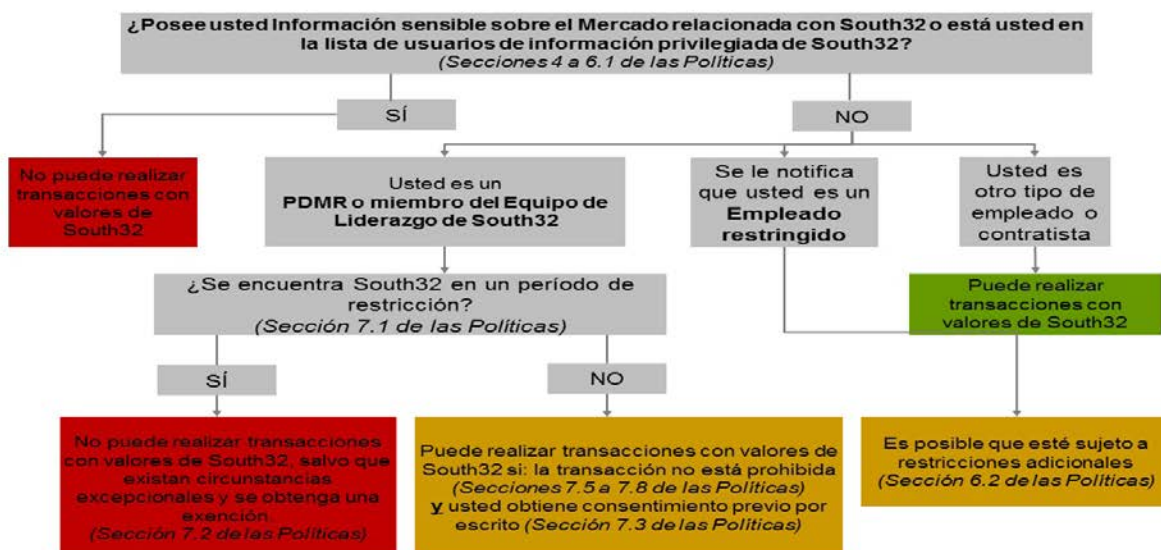 ¿Posee usted Información sensible sobre el Mercado relacionada con South32 o está usted en
la lista de usuarios de información privilegiada de South32?
(Secciones 4 a 6.1 de las Políticas)
SÍ
NO
No puede realizar
transacciones con
valores de
South32
Usted es un
PDMR o miembro del Equipo de
Liderazgo de South32
Se le notifica
que usted es un
Empleado
restringido
Usted es
otro tipo de
empleado o
contratista
¿Se encuentra South32 en un período de
restricción?
(Sección 7.1 de las Políticas)
Puede realizar
transacciones con
valores de South32
SÍ
NO
No puede realizar transacciones
con valores de South32, salvo que
existan circunstancias
excepcionales y se obtenga una
exención.
(Sección 7.2 de las Políticas)
Puede realizar transacciones con valores de
South32 si: la transacción no está prohibida
(Secciones 7.5 a 7.8 de las Políticas)
y usted obtiene consentimiento previo por
escrito (Sección 7.3 de las Políticas)
Es posible que esté sujeto a
restricciones adicionales
(Sección 6.2 de las Políticas)